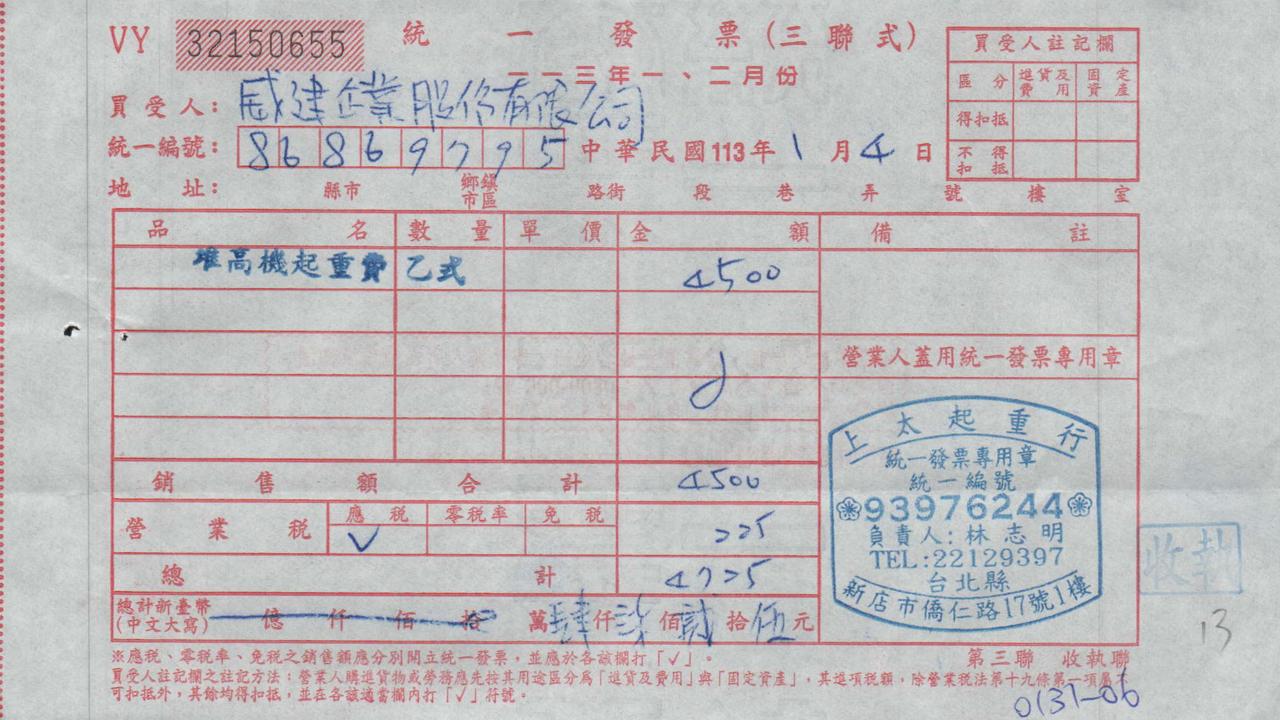 VY 32150655 統一發票(三聯式)
一一三年一、二月份
買受人: 威建企業股份有限公司
統一編號: 86869795 中華民國113年1月4日
地址: 縣市 鄉鎮市區 路街 段 巷 弄 號 樓 室
買受人註記欄
區分 進貨及費用 固定資產
得扣抵
不得扣抵
品名 數量 單價 金額 備註
堆高機起重費 乙式 4500
營業人蓋用統一發票專用章
銷售額合計 4500
營業稅 應稅 零稅率 免稅
✓ 225
總計 4725
總計新臺幣(中文大寫) 億仟佰拾萬肆仟柒佰貳拾伍元
上太起重行
統一發票專用章
統一編號
93976244
負責人:林志明
TEL:22129397
台北縣
新店市僑仁路17號1樓
收執
13
※應稅、零稅率、免稅之銷售額應分別開立統一發票,並應於各該欄打「✓」。
第三聯 收執聯
買受人註記欄之註記方法:營業人購進貨物或勞務應先按其用途區分為「進貨及費用」與「固定資產」,其進項稅額,除營業稅法第十九條第一項屬不
可扣抵外,其餘均得扣抵,並在各該適當欄內打「✓」符號。
0131-06